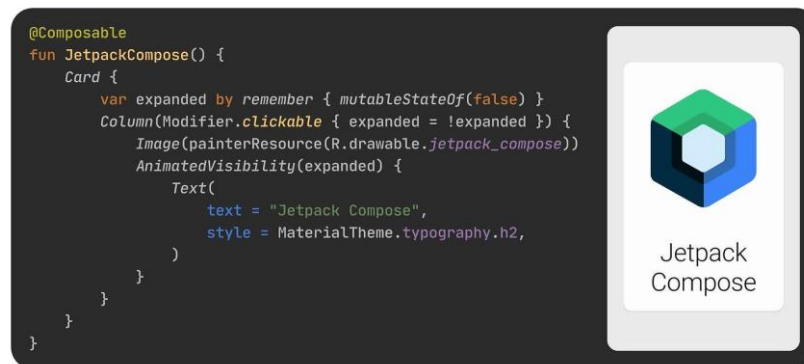 @Composable
fun JetpackCompose() {
    Card {
        var expanded by remember { mutableStateOf(false) }
        Column(Modifier.clickable { expanded = !expanded }) {
            Image(painterResource(R.drawable.jetpack_compose))
            AnimatedVisibility(expanded) {
                Text(
                    text = "Jetpack Compose",
                    style = MaterialTheme.typography.h2,
                )
            }
        }
    }
}
Jetpack
Compose